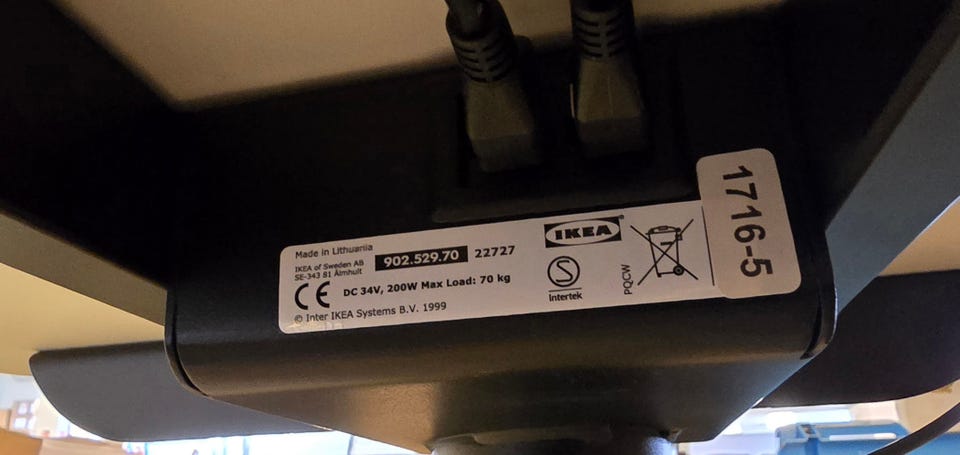 Made in Lithuania
IKEA of Sweden AB
SE-343 81 Älmhult
902.529.70
22727
DC 34V, 200W Max Load: 70 kg
© Inter IKEA Systems B.V. 1999
IKEA
S
Intertek
PQCW
CE
1716-5